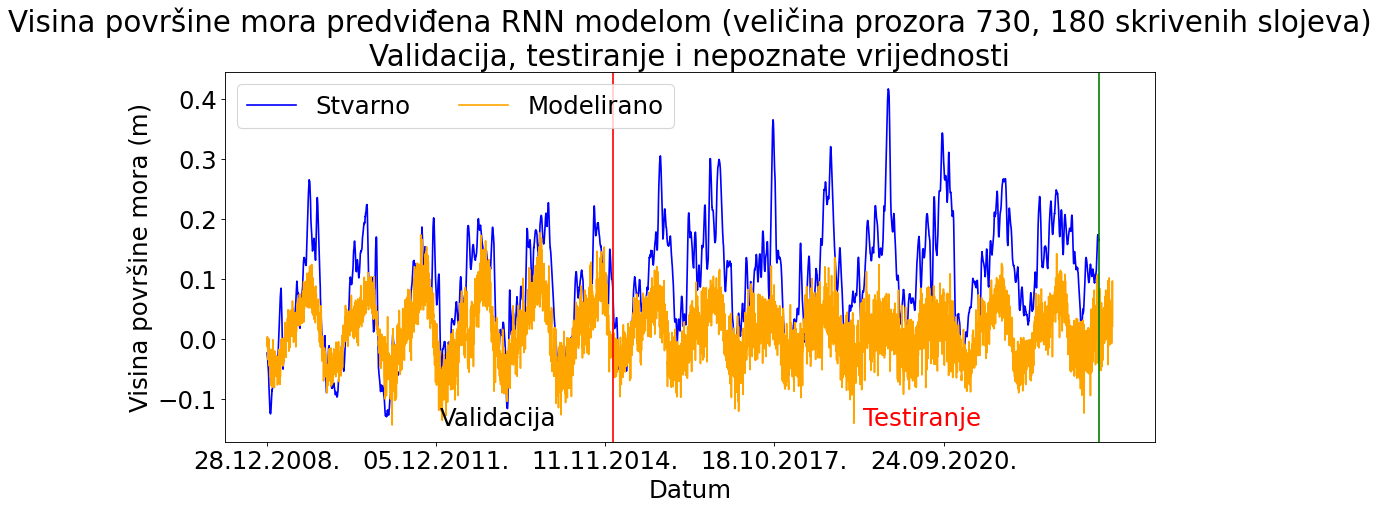 Visina površine mora predviđena RNN modelom (veličina prozora 730, 180 skrivenih slojeva)
Validacija, testiranje i nepoznate vrijednosti
Stvarno
Modelirano
Visina površine mora (m)
0.4
0.3
0.2
0.1
0.0
−0.1
Validacija
Testiranje
28.12.2008.
05.12.2011.
11.11.2014.
18.10.2017.
24.09.2020.
Datum